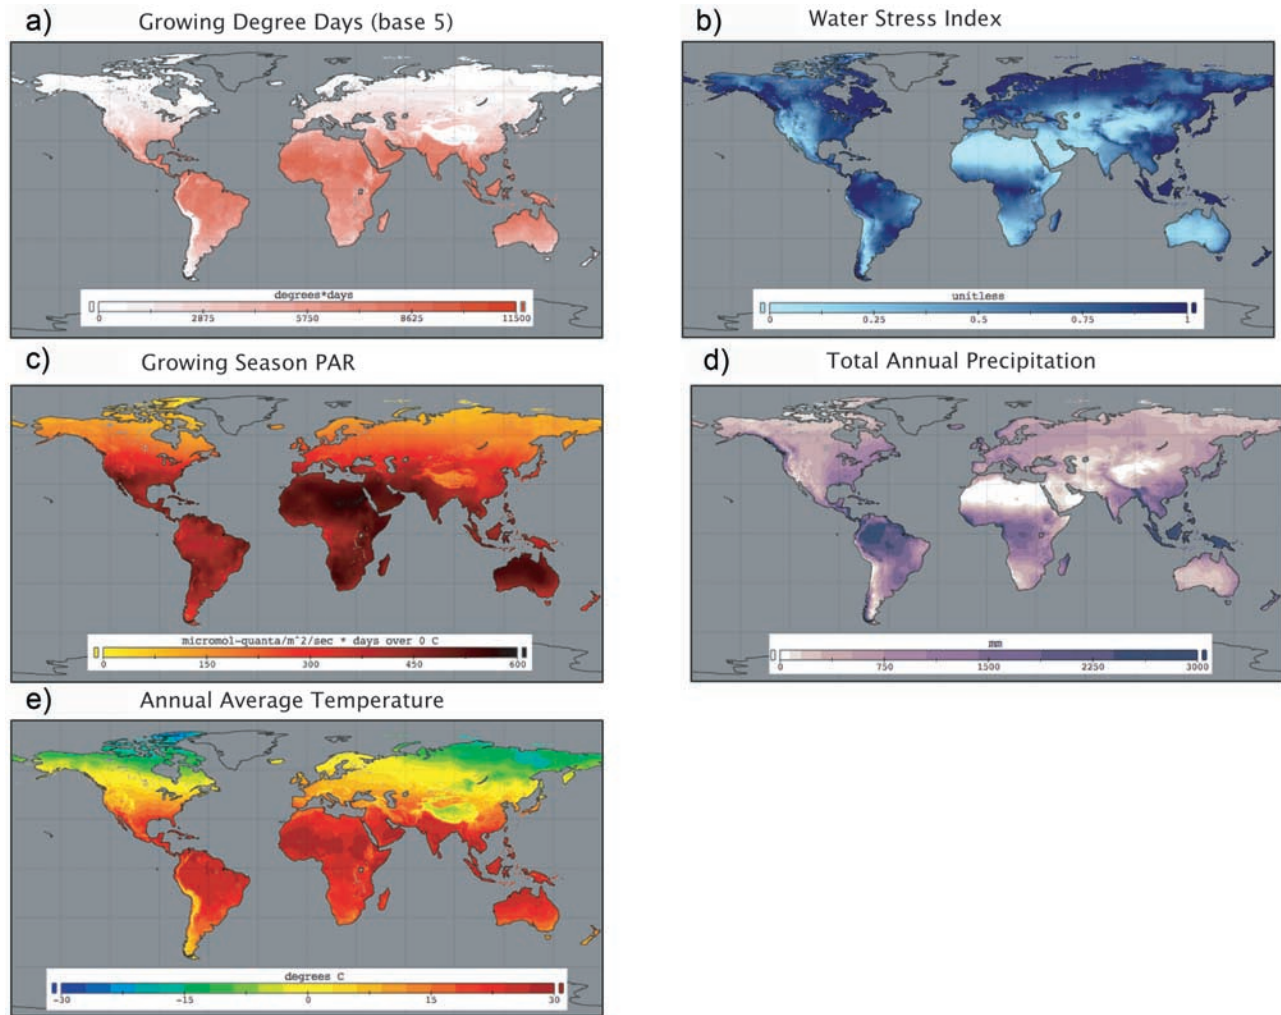 a) Growing Degree Days (base 5)
b) Water Stress Index
degrees*days
0 2875 5750 8625 11500
unitless
0 0.25 0.5 0.75 1
c) Growing Season PAR
d) Total Annual Precipitation
micromol-quanta/m^2/sec * days over 0 C
0 150 300 450 600
mm
0 750 1500 2250 3000
e) Annual Average Temperature
degrees C
-30 -15 0 15 30